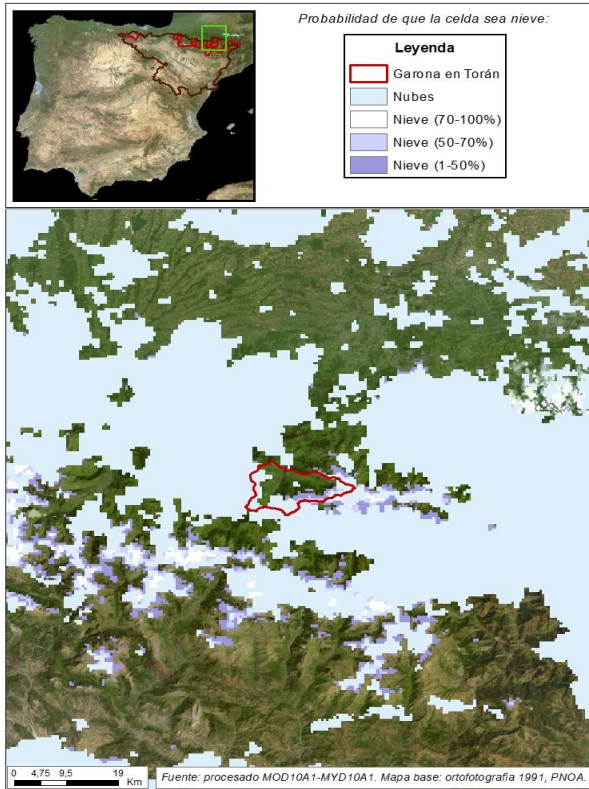 Probabilidad de que la celda sea nieve:
Leyenda
Garona en Torán
Nubes
Nieve (70-100%)
Nieve (50-70%)
Nieve (1-50%)
0 4,75 9,5 19
Km
Fuente: procesado MOD10A1-MYD10A1. Mapa base: ortofotografía 1991, PNOA.